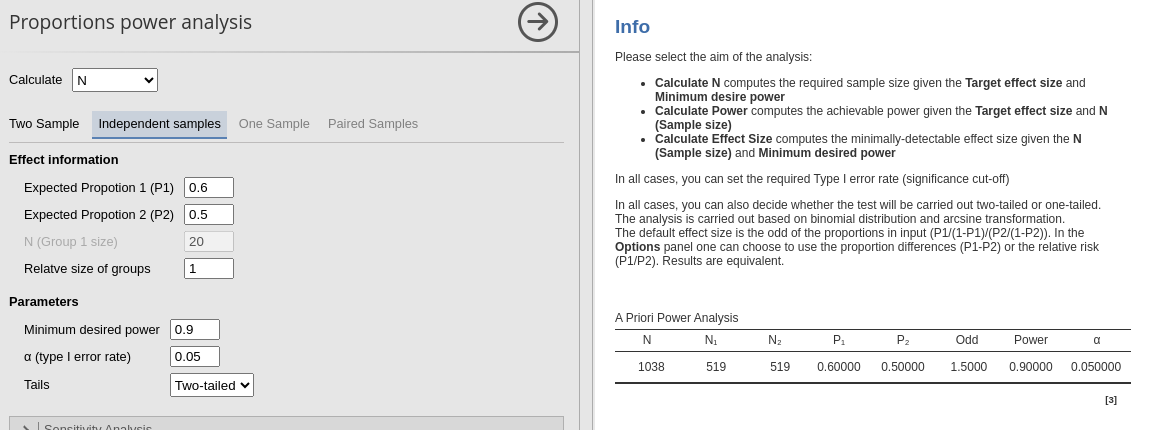 Proportions power analysis
Calculate N
Two Sample Independent samples One Sample Paired Samples
Effect information
Expected Propotion 1 (P1) 0.6
Expected Propotion 2 (P2) 0.5
N (Group 1 size) 20
Relatve size of groups 1
Parameters
Minimum desired power 0.9
α (type I error rate) 0.05
Tails Two-tailed
Sensitivity Analysis
Info
Please select the aim of the analysis:
• Calculate N computes the required sample size given the Target effect size and
Minimum desire power
• Calculate Power computes the achievable power given the Target effect size and N
(Sample size)
• Calculate Effect Size computes the minimally-detectable effect size given the N
(Sample size) and Minimum desired power
In all cases, you can set the required Type I error rate (significance cut-off)
In all cases, you can also decide whether the test will be carried out two-tailed or one-tailed.
The analysis is carried out based on binomial distribution and arcsine transformation.
The default effect size is the odd of the proportions in input (P1/(1-P1)/(P2/(1-P2)). In the
Options panel one can choose to use the proportion differences (P1-P2) or the relative risk
(P1/P2). Results are equivalent.
A Priori Power Analysis
N N₁ N₂ P₁ P₂ Odd Power α
1038 519 519 0.60000 0.50000 1.5000 0.90000 0.050000
[3]